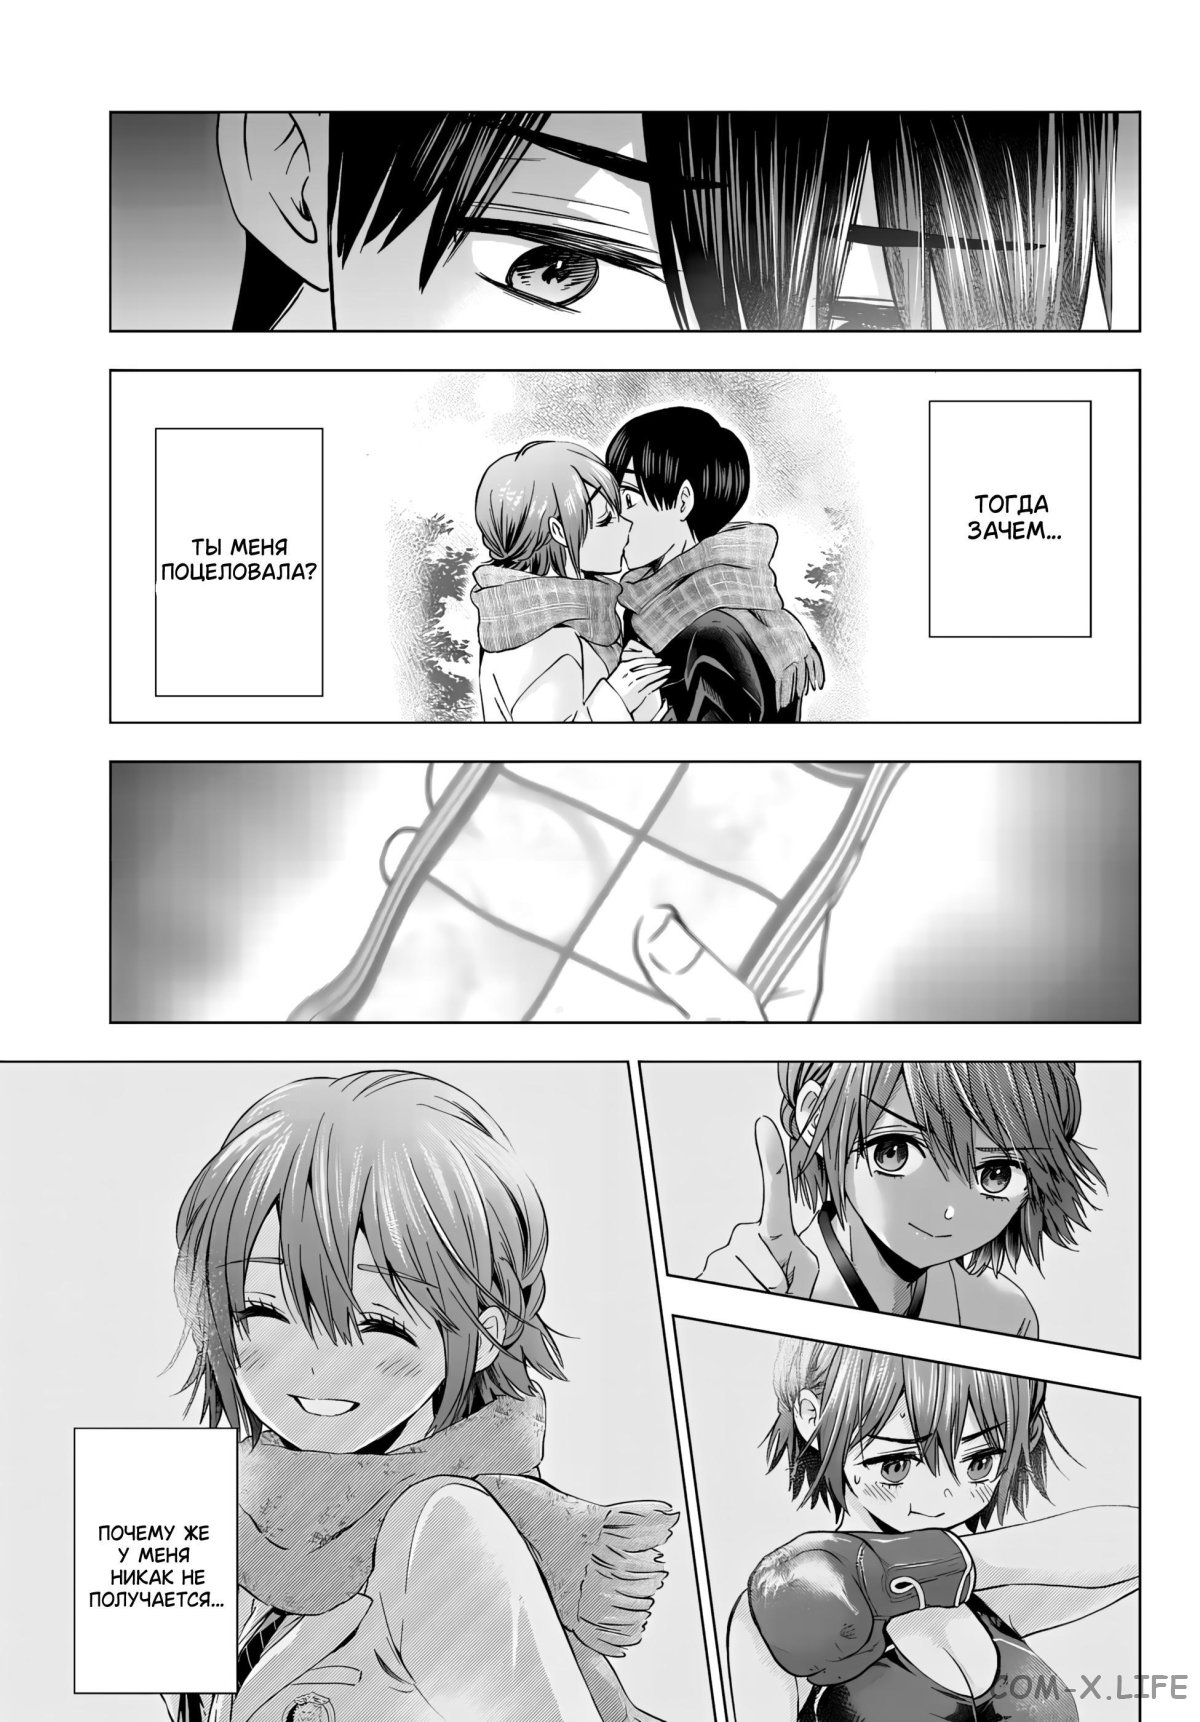 ТОГДА
ЗАЧЕМ...
ТЫ МЕНЯ
ПОЦЕЛОВАЛА?
ПОЧЕМУ ЖЕ
У МЕНЯ
НИКАК НЕ
ПОЛУЧАЕТСЯ...
COM-X.LIFE